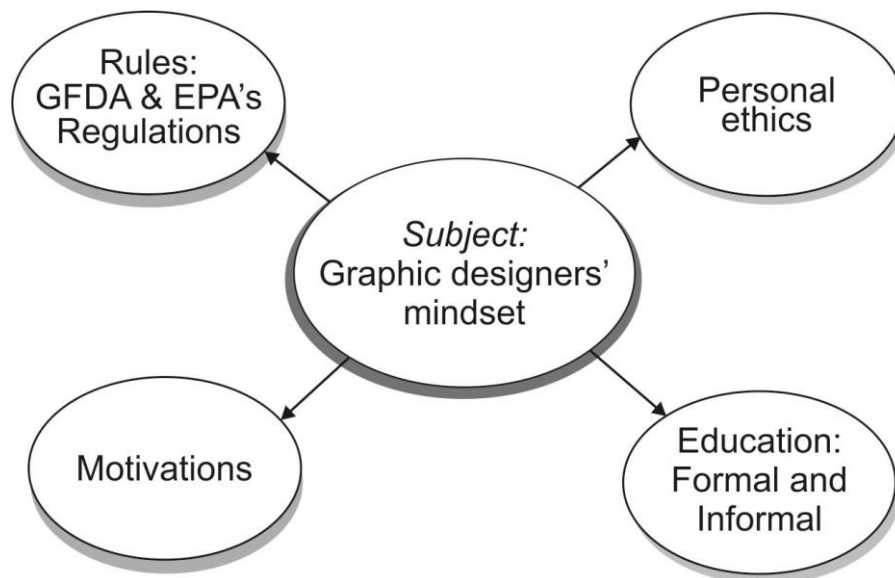 Rules:
GFDA & EPA’s
Regulations
Personal
ethics
Subject:
Graphic designers’
mindset
Motivations
Education:
Formal and
Informal